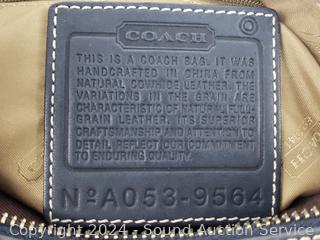 COACH
THIS IS A COACH BAG. IT WAS
HANDCRAFTED IN CHINA FROM
NATURAL COWHIDE LEATHER. THE
VARIATIONS IN THE GRAIN ARE
CHARACTERISTIC OF NATURAL FULL
GRAIN LEATHER. ITS SUPERIOR
CRAFTSMANSHIP AND ATTENTION TO
DETAIL REFLECT OUR COMMITMENT
TO ENDURING QUALITY.
Nº A053-9564
Copyright 2024 - Sound Auction Service